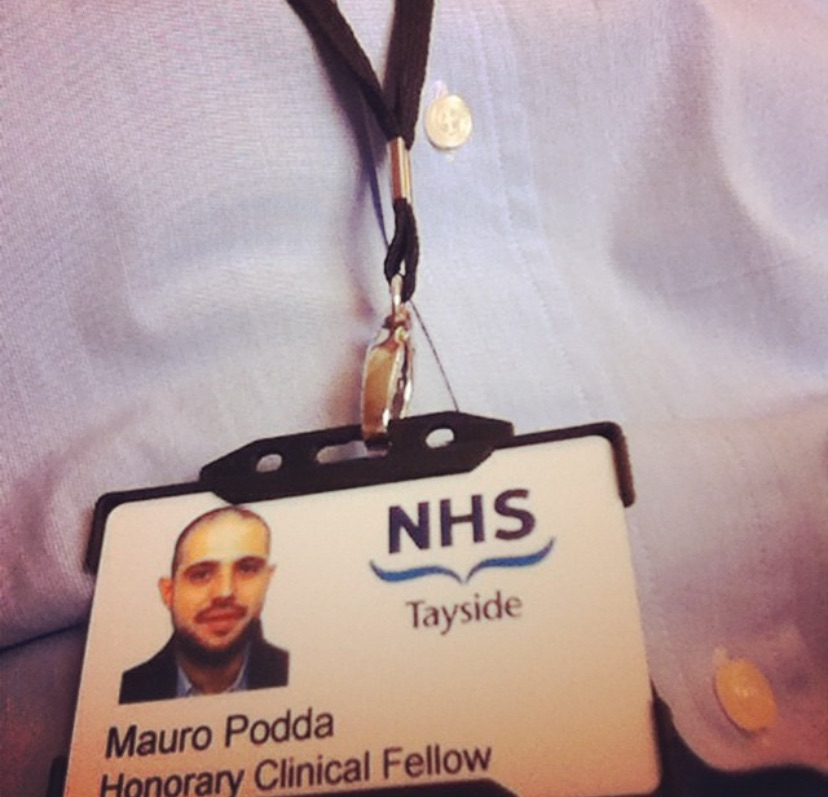 NHS
Tayside
Mauro Podda
Honorary Clinical Fellow